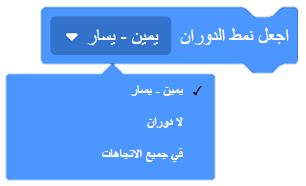 اجعل نمط الدوران يمين - يسار
يمين - يسار
لا دوران
في جميع الاتجاهات